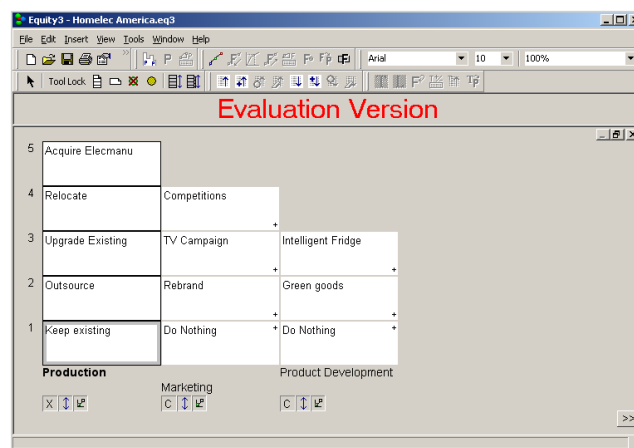 Equity3 - Homelec America.eq3
File Edit Insert View Tools Window Help
Arial 10 100%
Tool Lock
Evaluation Version
5 Acquire Elecmanu
4 Relocate Competitions
+
3 Upgrade Existing TV Campaign Intelligent Fridge
+ +
2 Outsource Rebrand Green goods
+ +
1 Keep existing Do Nothing + Do Nothing +
Production Product Development
Marketing
X C C
>>